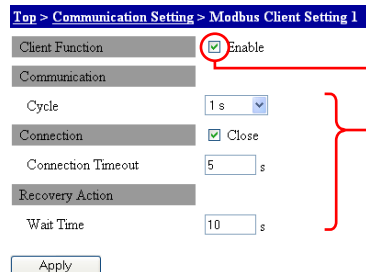 Top > Communication Setting > Modbus Client Setting 1
Client Function Enable
Communication
Cycle 1 s
Connection Close
Connection Timeout 5 s
Recovery Action
Wait Time 10 s
Apply